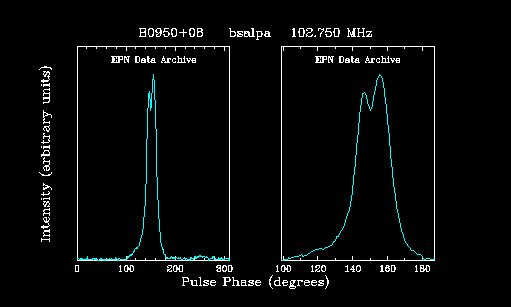 B0950+08 bsalpa 102.750 MHz
EPN Data Archive EPN Data Archive
Intensity (arbitrary units)
0 100 200 300 100 120 140 160 180
Pulse Phase (degrees)